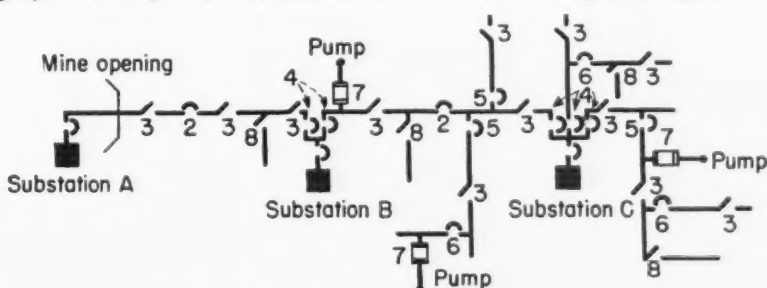 3 3
Pump
Mine opening 4 7 6 8 3
4
5
3 2 3 8 3 3 8 2 5 3 3 3 5 7
Pump
Substation A
3 3
Substation B Substation C
6 3
7 6
8
Pump